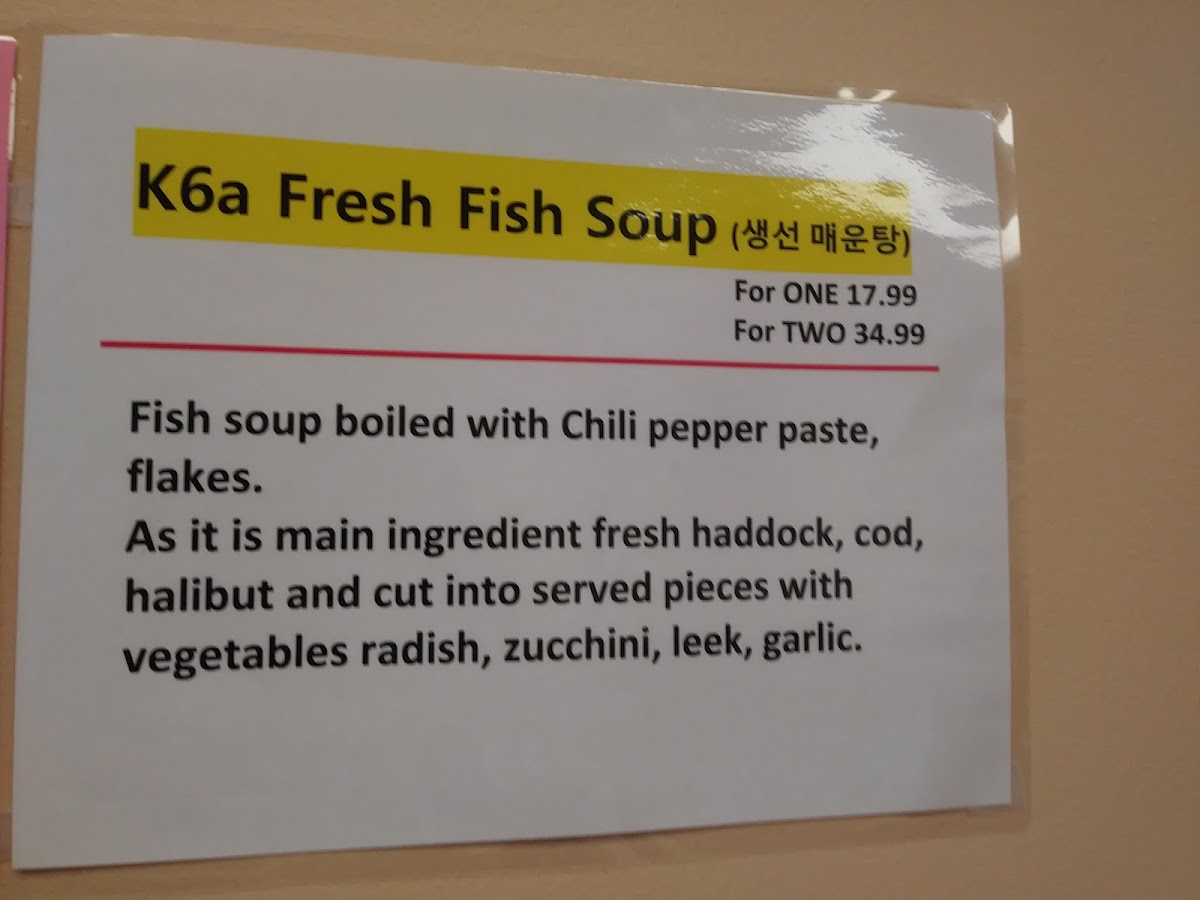 K6a Fresh Fish Soup (생선 매운탕)
For ONE 17.99
For TWO 34.99
Fish soup boiled with Chili pepper paste,
flakes.
As it is main ingredient fresh haddock, cod,
halibut and cut into served pieces with
vegetables radish, zucchini, leek, garlic.